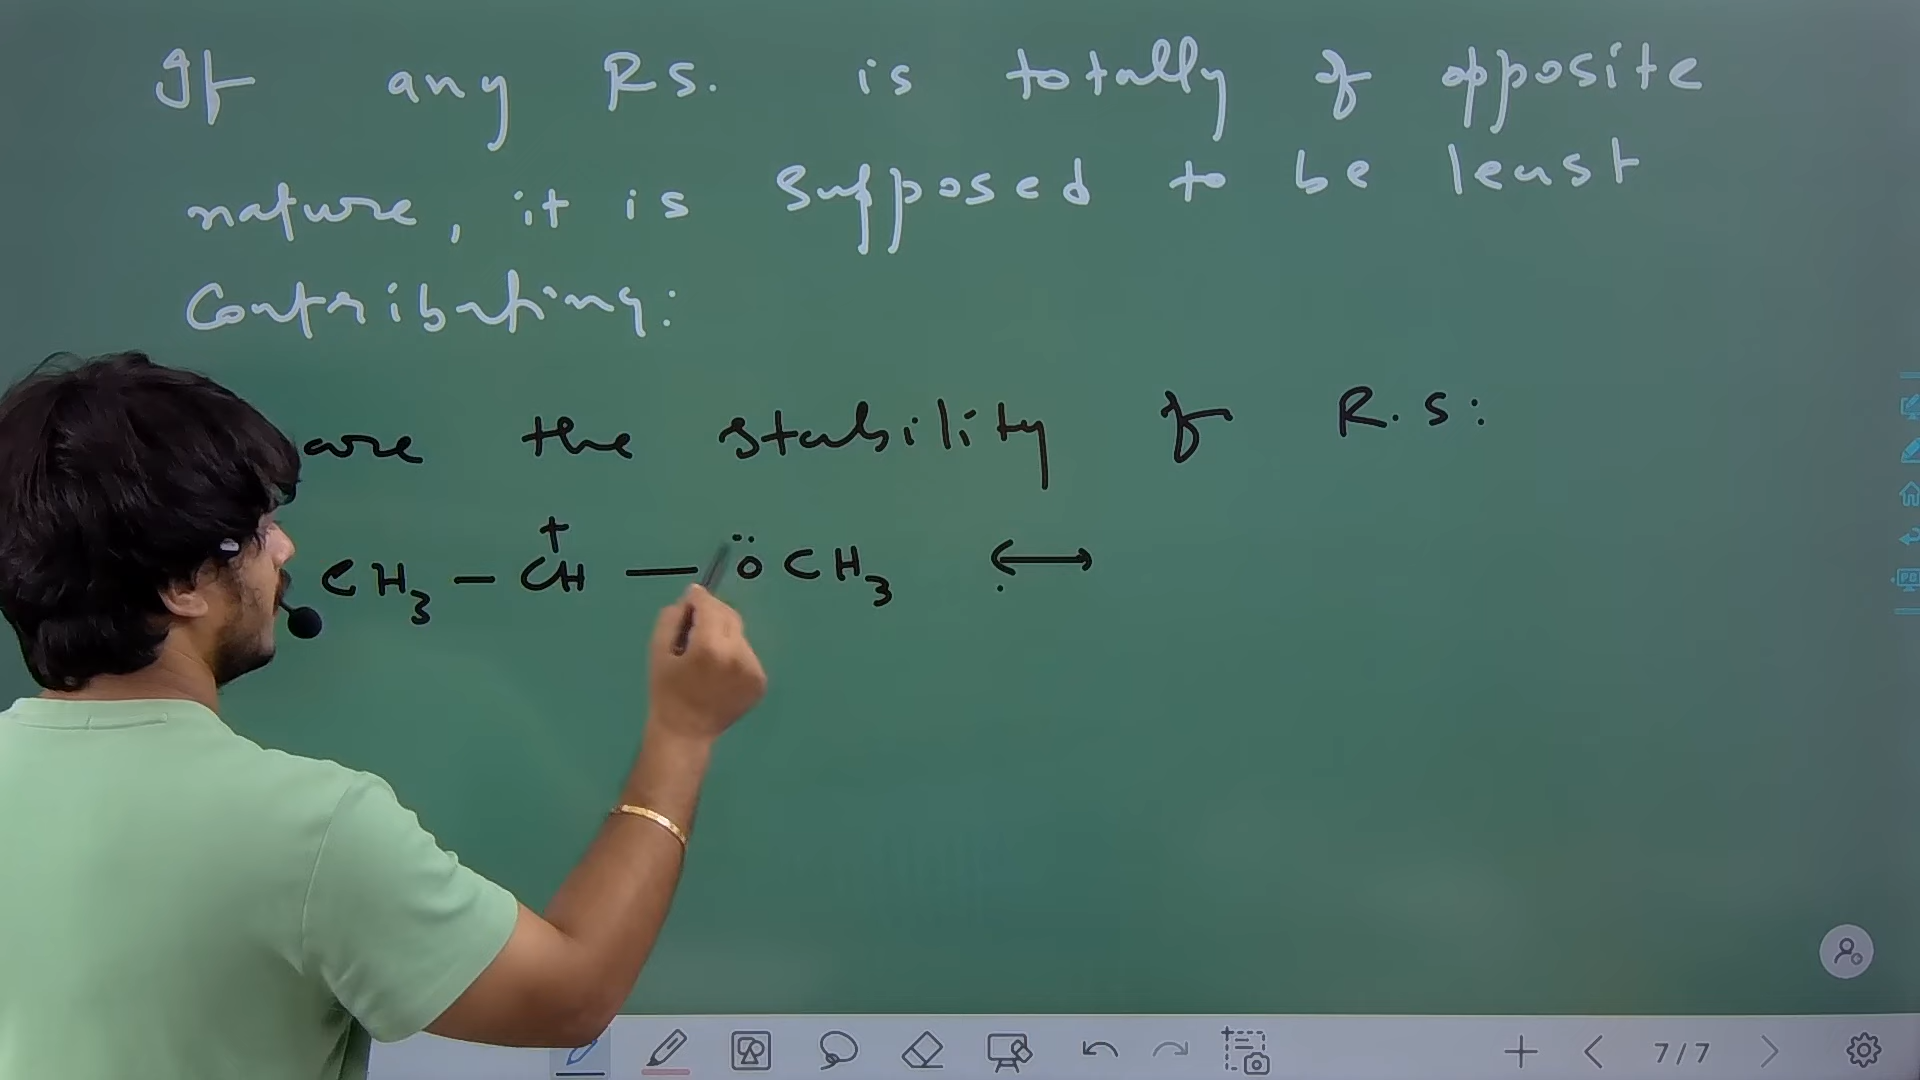 If any RS. is totally of opposite
nature, it is supposed to be least
Contributing:
are the stability of R.S:
CH₃ — C⁺H — ÖCH₃ ⟷
7/7